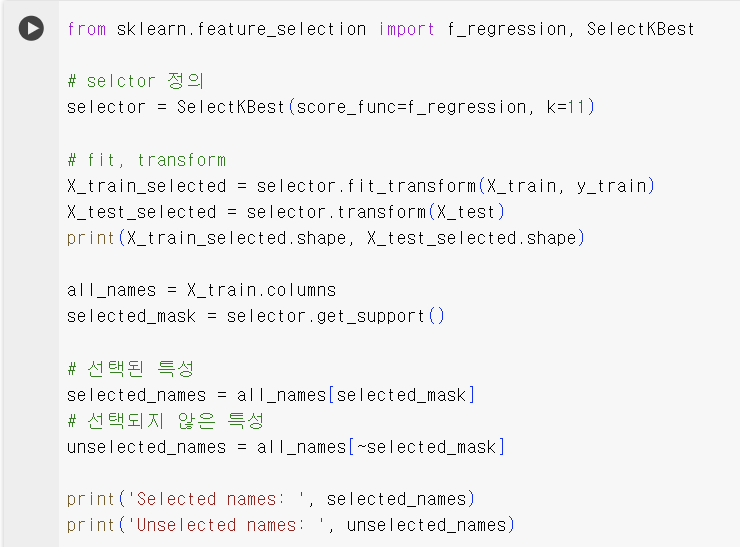 from sklearn.feature_selection import f_regression, SelectKBest
# selctor 정의
selector = SelectKBest(score_func=f_regression, k=11)
# fit, transform
X_train_selected = selector.fit_transform(X_train, y_train)
X_test_selected = selector.transform(X_test)
print(X_train_selected.shape, X_test_selected.shape)
all_names = X_train.columns
selected_mask = selector.get_support()
# 선택된 특성
selected_names = all_names[selected_mask]
# 선택되지 않은 특성
unselected_names = all_names[~selected_mask]
print('Selected names: ', selected_names)
print('Unselected names: ', unselected_names)